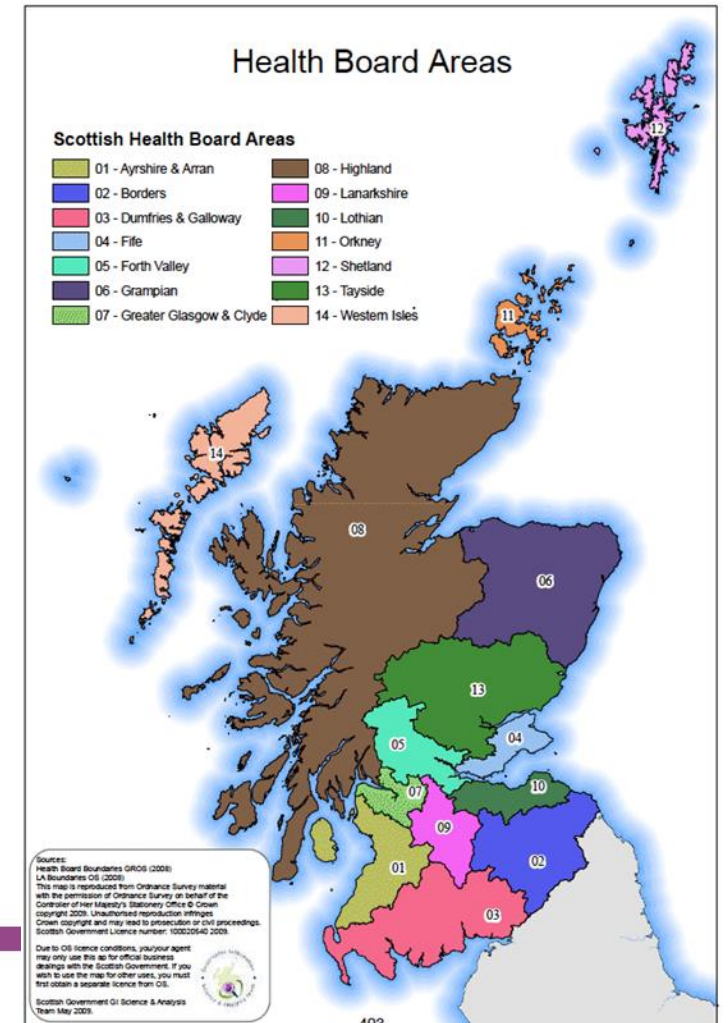 Health Board Areas
Scottish Health Board Areas
01 - Ayrshire & Arran
02 - Borders
03 - Dumfries & Galloway
04 - Fife
05 - Forth Valley
06 - Grampian
07 - Greater Glasgow & Clyde
08 - Highland
09 - Lanarkshire
10 - Lothian
11 - Orkney
12 - Shetland
13 - Tayside
14 - Western Isles
12
11
14
08
06
13
04
05
10
07
09
01
02
03
Sources:
Health Board Boundaries GROS (2008)
LA Boundaries OS (2008)
This map is reproduced from Ordnance Survey material
with the permission of Ordnance Survey on behalf of the
Controller of Her Majesty's Stationery Office © Crown
copyright 2009. Unauthorised reproduction infringes
Crown copyright and may lead to prosecution or civil proceedings.
Scottish Government Licence number: 100020540 2009.
Due to OS licence conditions, you/your agent
may only use this ap for official business
dealings with the Scottish Government. If you
wish to use the map for other uses, you must
first obtain a separate licence from OS.
Scottish Government GI Science & Analysis
Team May 2009.